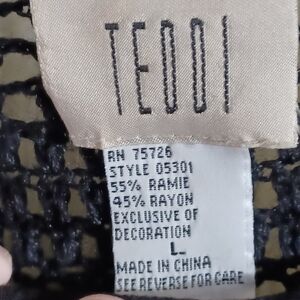 TEDDI
RN 75726
STYLE 05301
55% RAMIE
45% RAYON
EXCLUSIVE OF
DECORATION
L
MADE IN CHINA
SEE REVERSE FOR CARE